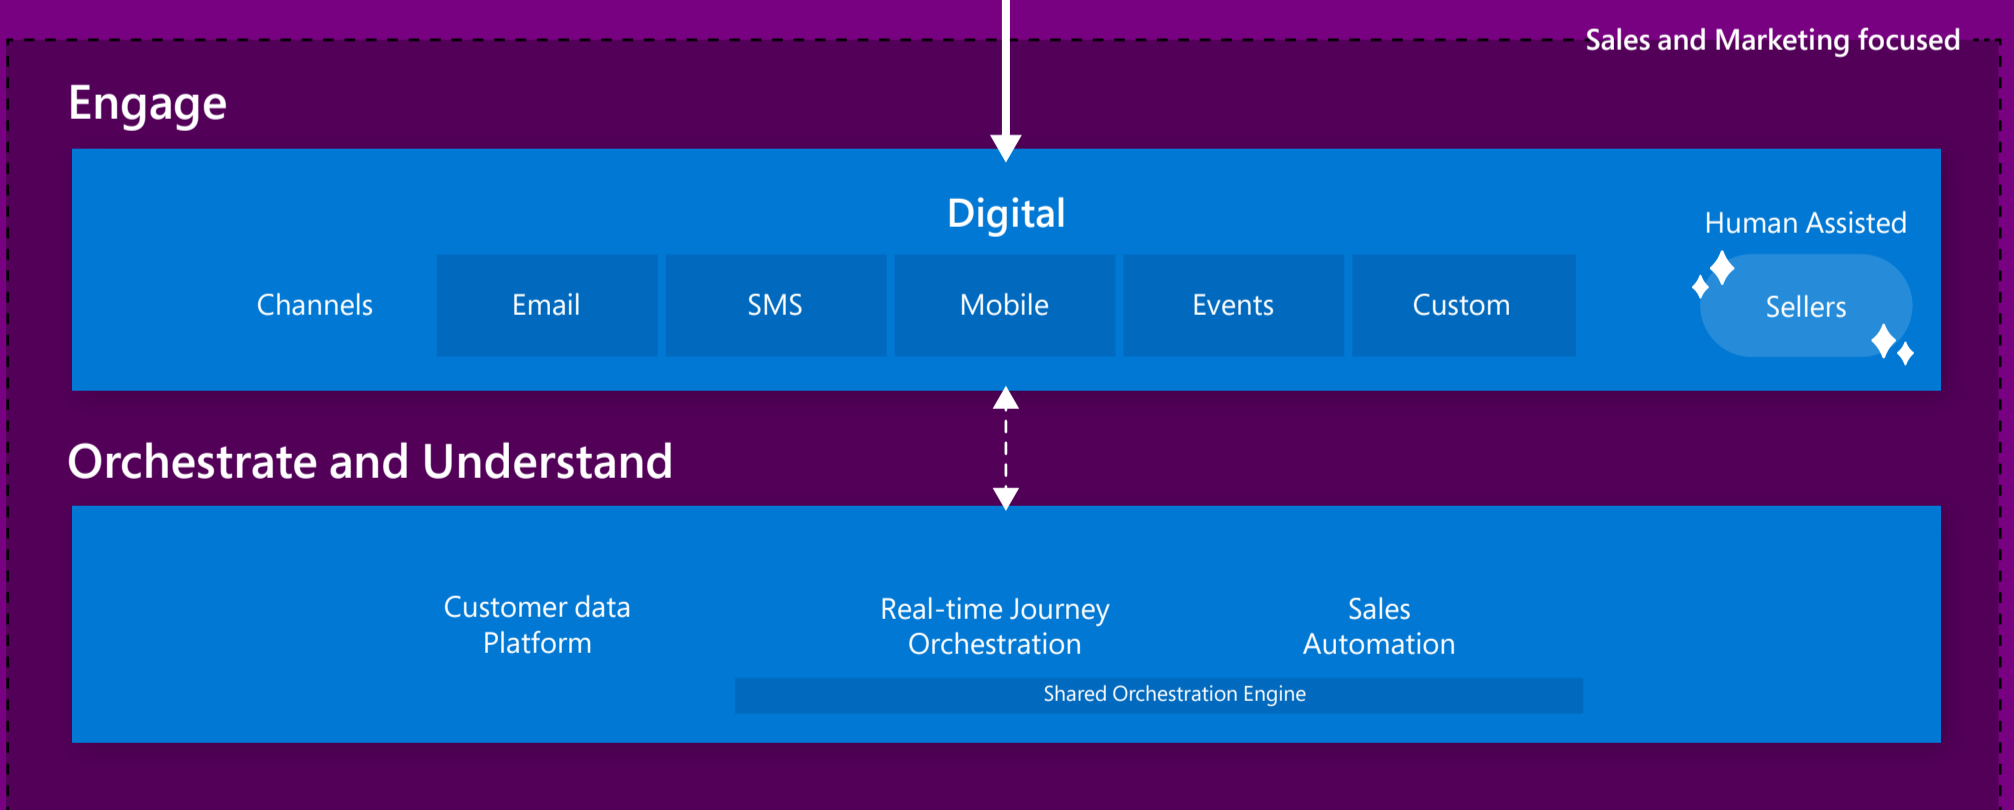 Sales and Marketing focused
Engage
Digital
Human Assisted
Channels
Email
SMS
Mobile
Events
Custom
Sellers
Orchestrate and Understand
Customer data
Platform
Real-time Journey
Orchestration
Sales
Automation
Shared Orchestration Engine